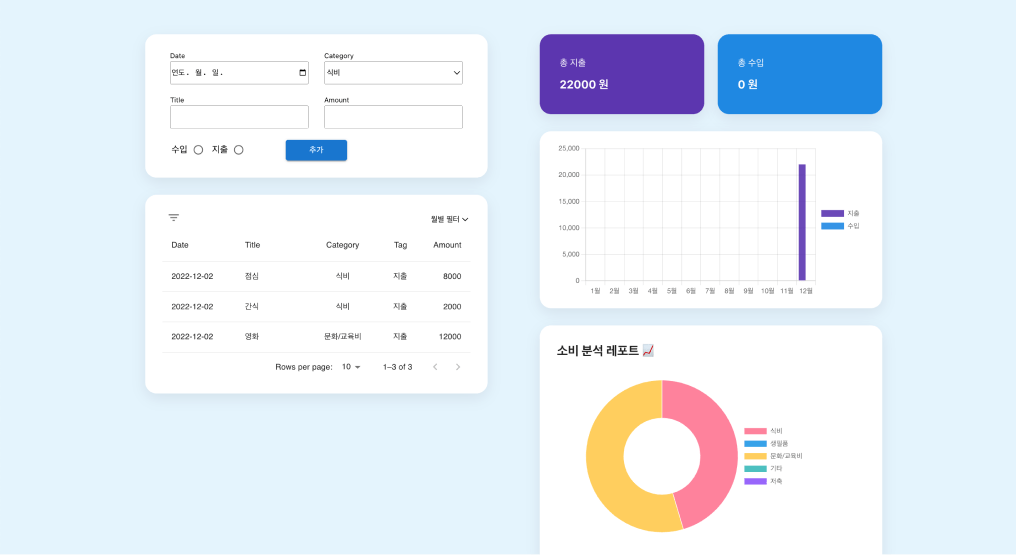 Date
Category
연도. 월. 일.
식비
Title
Amount
수입
지출
추가
월별 필터
Date Title Category Tag Amount
2022-12-02 점심 식비 지출 8000
2022-12-02 간식 식비 지출 2000
2022-12-02 영화 문화/교육비 지출 12000
Rows per page: 10 1–3 of 3
총 지출
22000 원
총 수입
0 원
25,000
20,000
15,000
10,000
5,000
0
1월 2월 3월 4월 5월 6월 7월 8월 9월 10월 11월 12월
지출
수입
소비 분석 레포트 📈
식비
생필품
문화/교육비
기타
저축